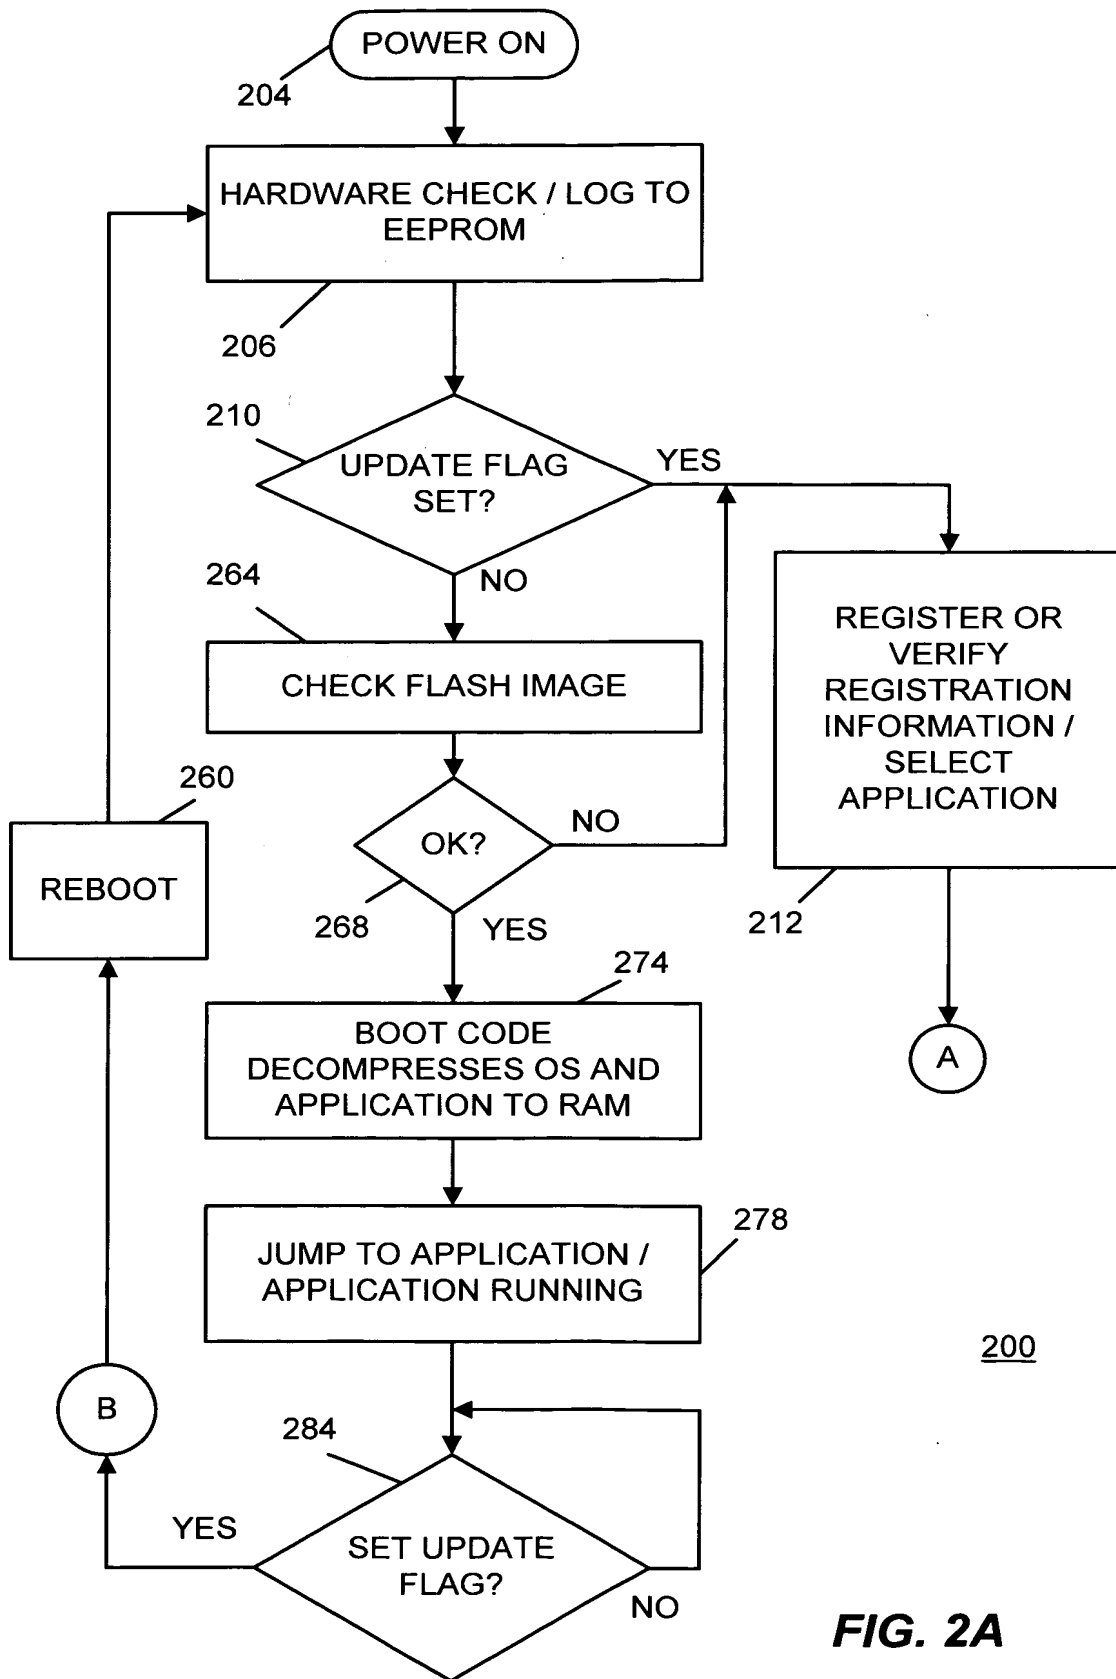 POWER ON
204
HARDWARE CHECK / LOG TO
EEPROM
206
210
UPDATE FLAG
SET?
YES
NO
264
CHECK FLASH IMAGE
REGISTER OR
VERIFY
REGISTRATION
INFORMATION /
SELECT
APPLICATION
212
260
REBOOT
OK?
NO
268
YES
274
BOOT CODE
DECOMPRESSES OS AND
APPLICATION TO RAM
A
278
JUMP TO APPLICATION /
APPLICATION RUNNING
200
B
284
YES
SET UPDATE
FLAG?
NO
FIG. 2A